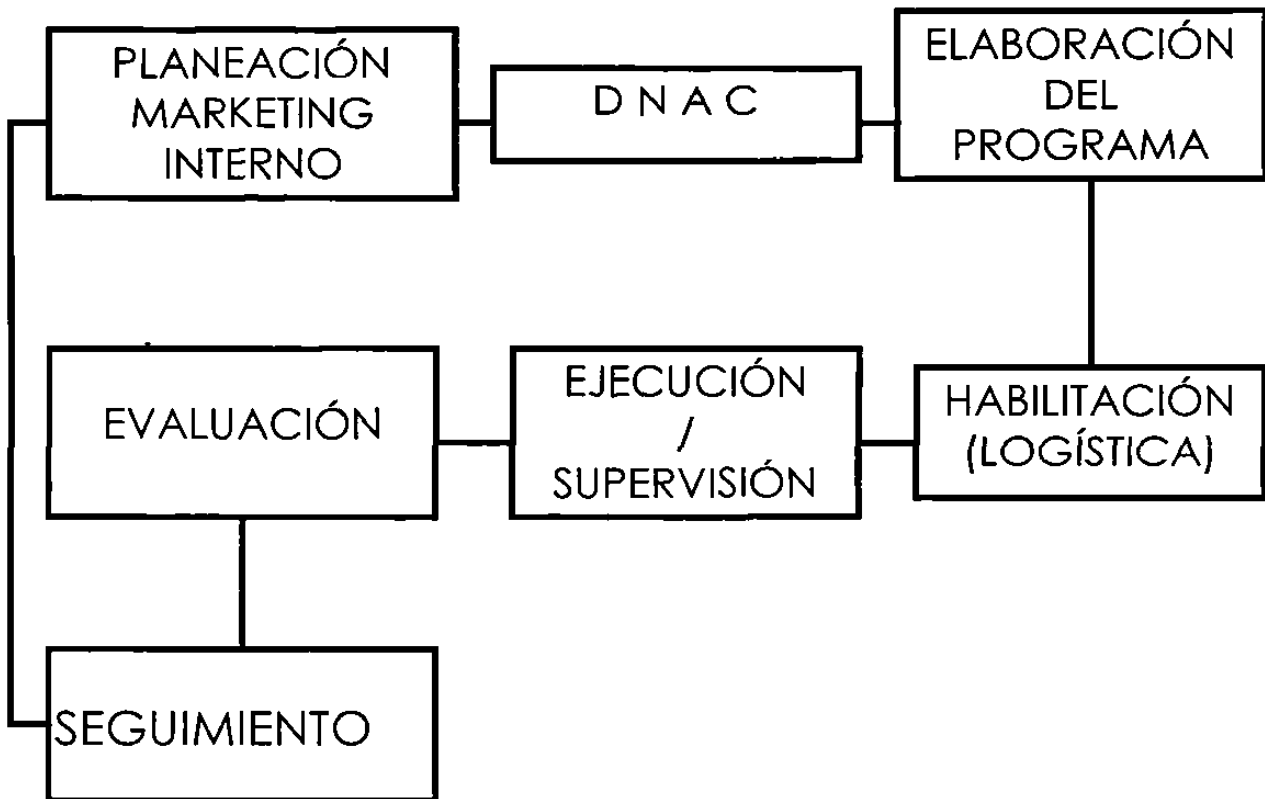 PLANEACIÓN
MARKETING
INTERNO
D N A C
ELABORACIÓN
DEL
PROGRAMA
EVALUACIÓN
EJECUCIÓN
/
SUPERVISIÓN
HABILITACIÓN
(LOGÍSTICA)
SEGUIMIENTO